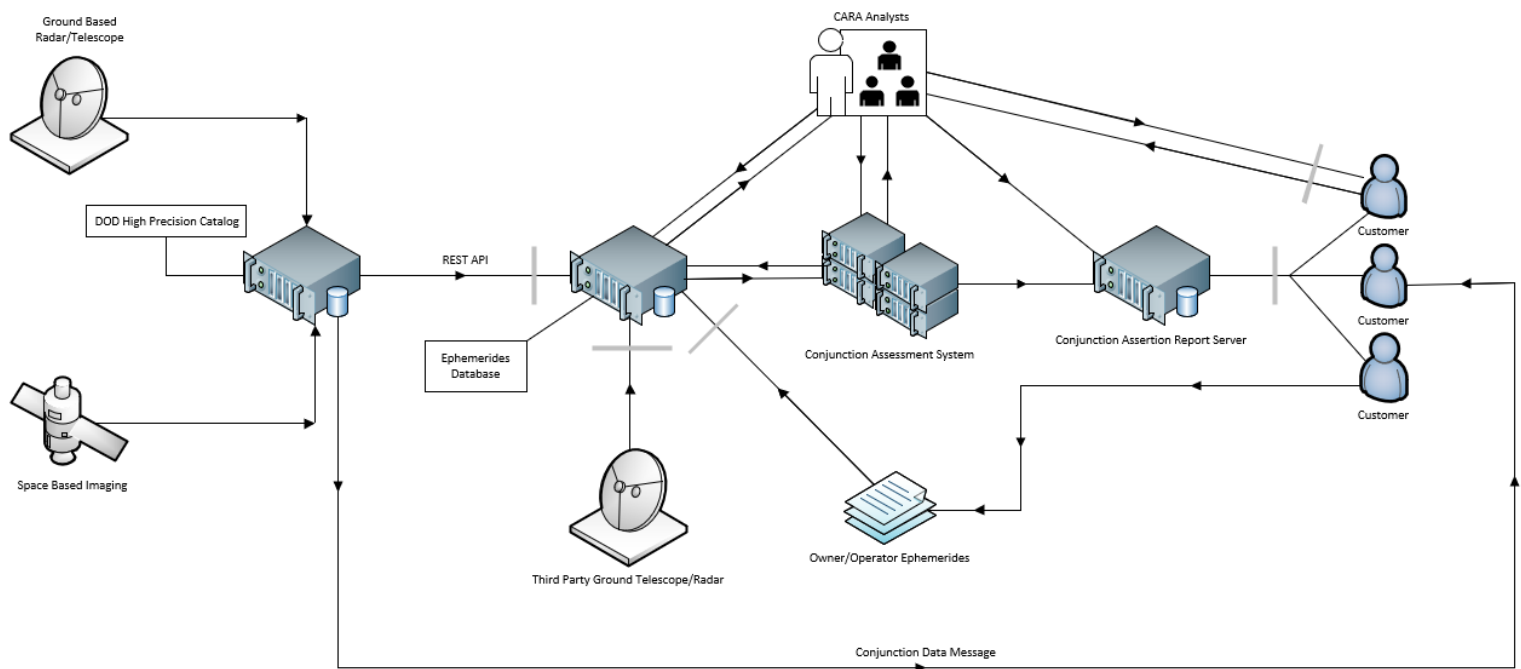 Ground Based
Radar/Telescope
CARA Analysts
DOD High Precision Catalog
REST API
Customer
Customer
Customer
Conjunction Assessment System
Conjunction Assertion Report Server
Ephemerides
Database
Space Based Imaging
Third Party Ground Telescope/Radar
Owner/Operator Ephemerides
Conjunction Data Message